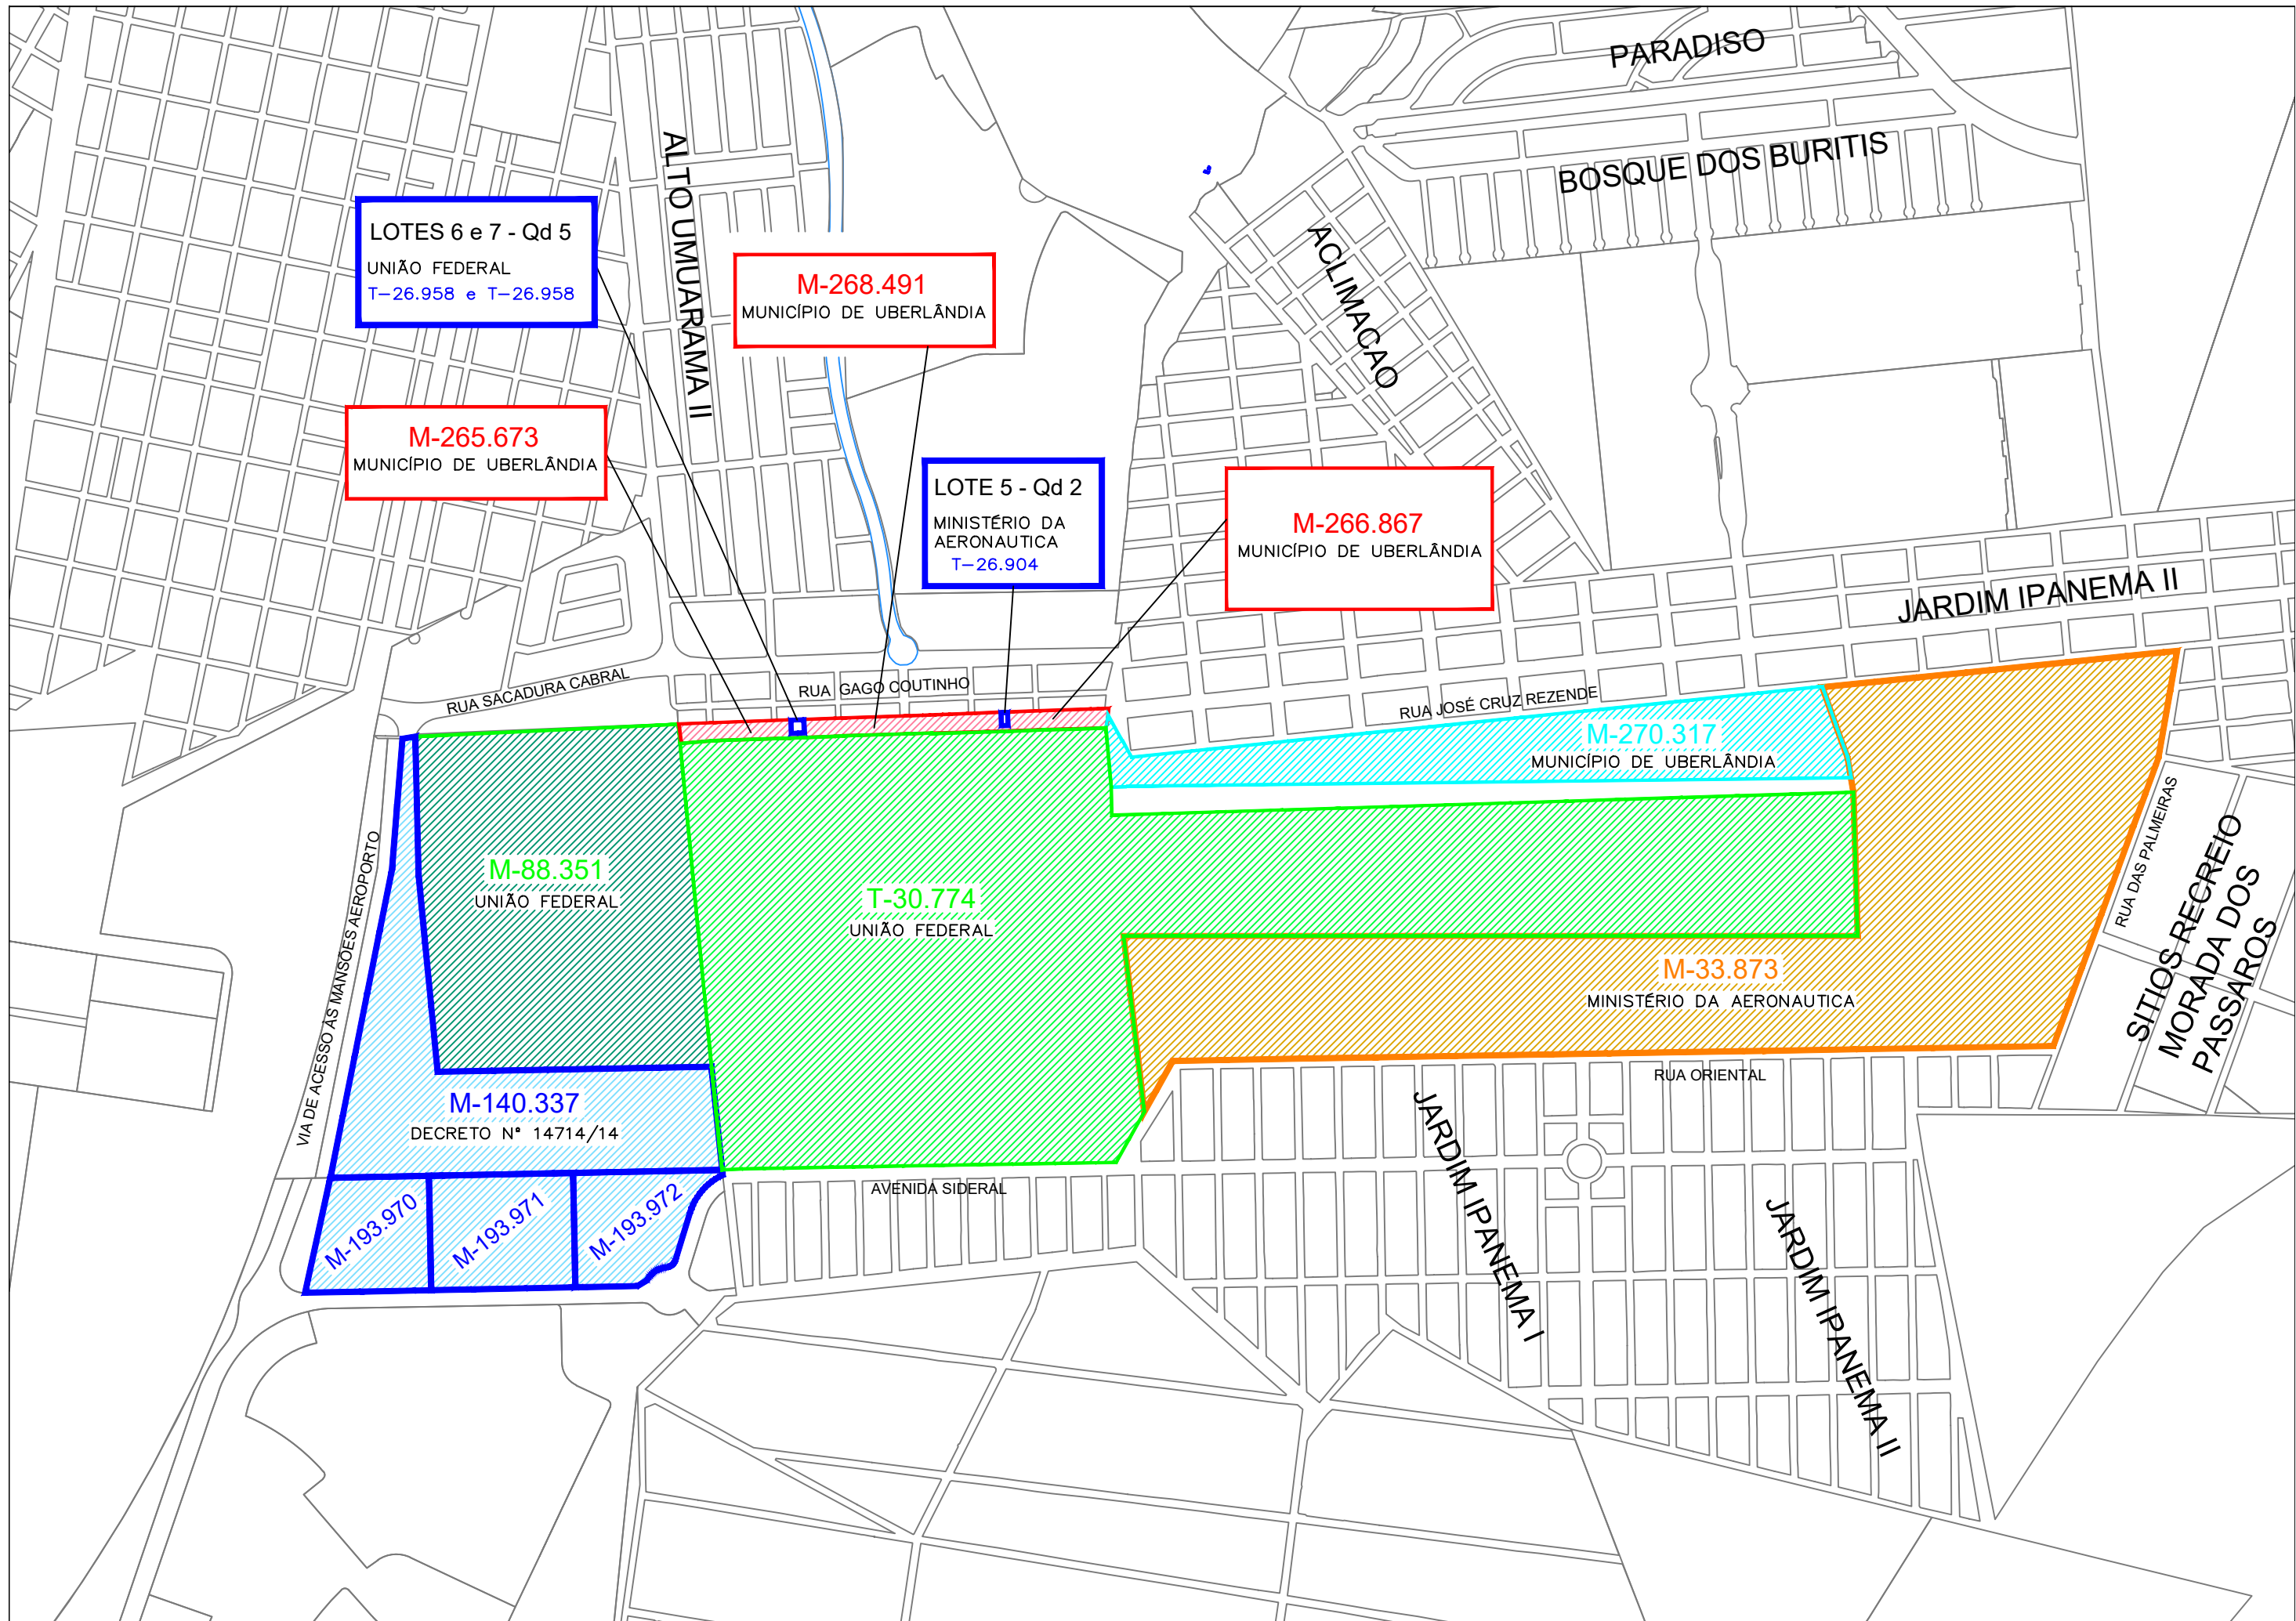 PARADISO
BOSQUE DOS BURITIS
ALTO UMUARAMA II
LOTES 6 e 7 - Qd 5
UNIÃO FEDERAL
T-26.958 e T-26.958
M-268.491
MUNICÍPIO DE UBERLÂNDIA
ACLIMACAO
M-265.673
MUNICÍPIO DE UBERLÂNDIA
LOTE 5 - Qd 2
MINISTÉRIO DA
AERONAUTICA
T-26.904
M-266.867
MUNICÍPIO DE UBERLÂNDIA
JARDIM IPANEMA II
RUA SACADURA CABRAL
RUA GAGO COUTINHO
RUA JOSÉ CRUZ REZENDE
M-270.317
MUNICÍPIO DE UBERLÂNDIA
RUA DAS PALMEIRAS
SITIOS RECREIO
MORADA DOS
PASSAROS
VIA DE ACESSO ÀS MANSÕES AEROPORTO
M-88.351
UNIÃO FEDERAL
T-30.774
UNIÃO FEDERAL
M-33.873
MINISTÉRIO DA AERONAUTICA
RUA ORIENTAL
M-140.337
DECRETO Nº 14714/14
M-193.970
M-193.971
M-193.972
AVENIDA SIDERAL
JARDIM IPANEMA I
JARDIM IPANEMA II